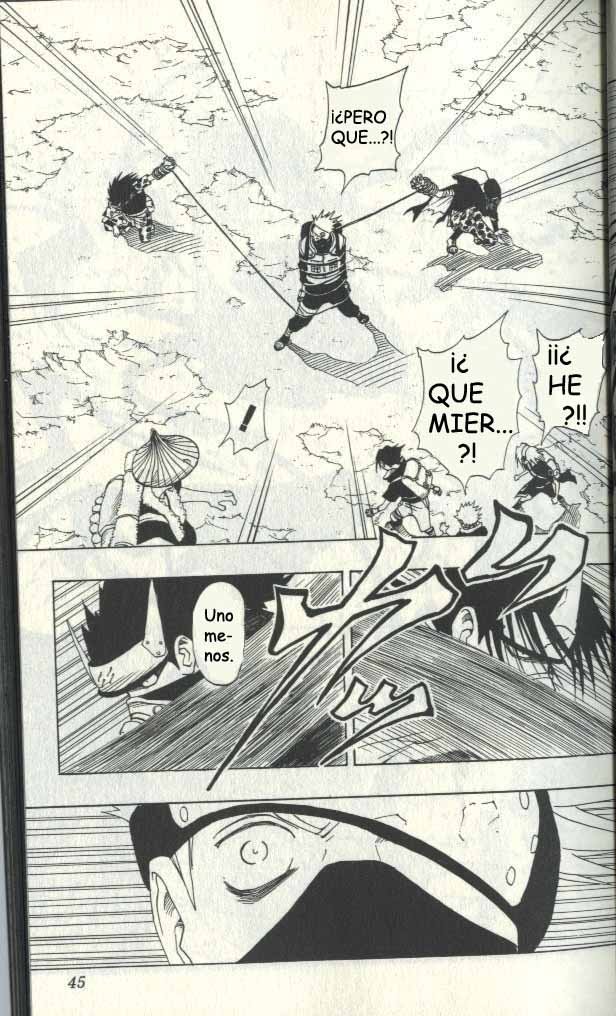 ¡¿PERO
QUE...?!
¡¡¿
HE
?!!
¡¿
QUE
MIER...
?!
!
Uno
me-
nos.
45